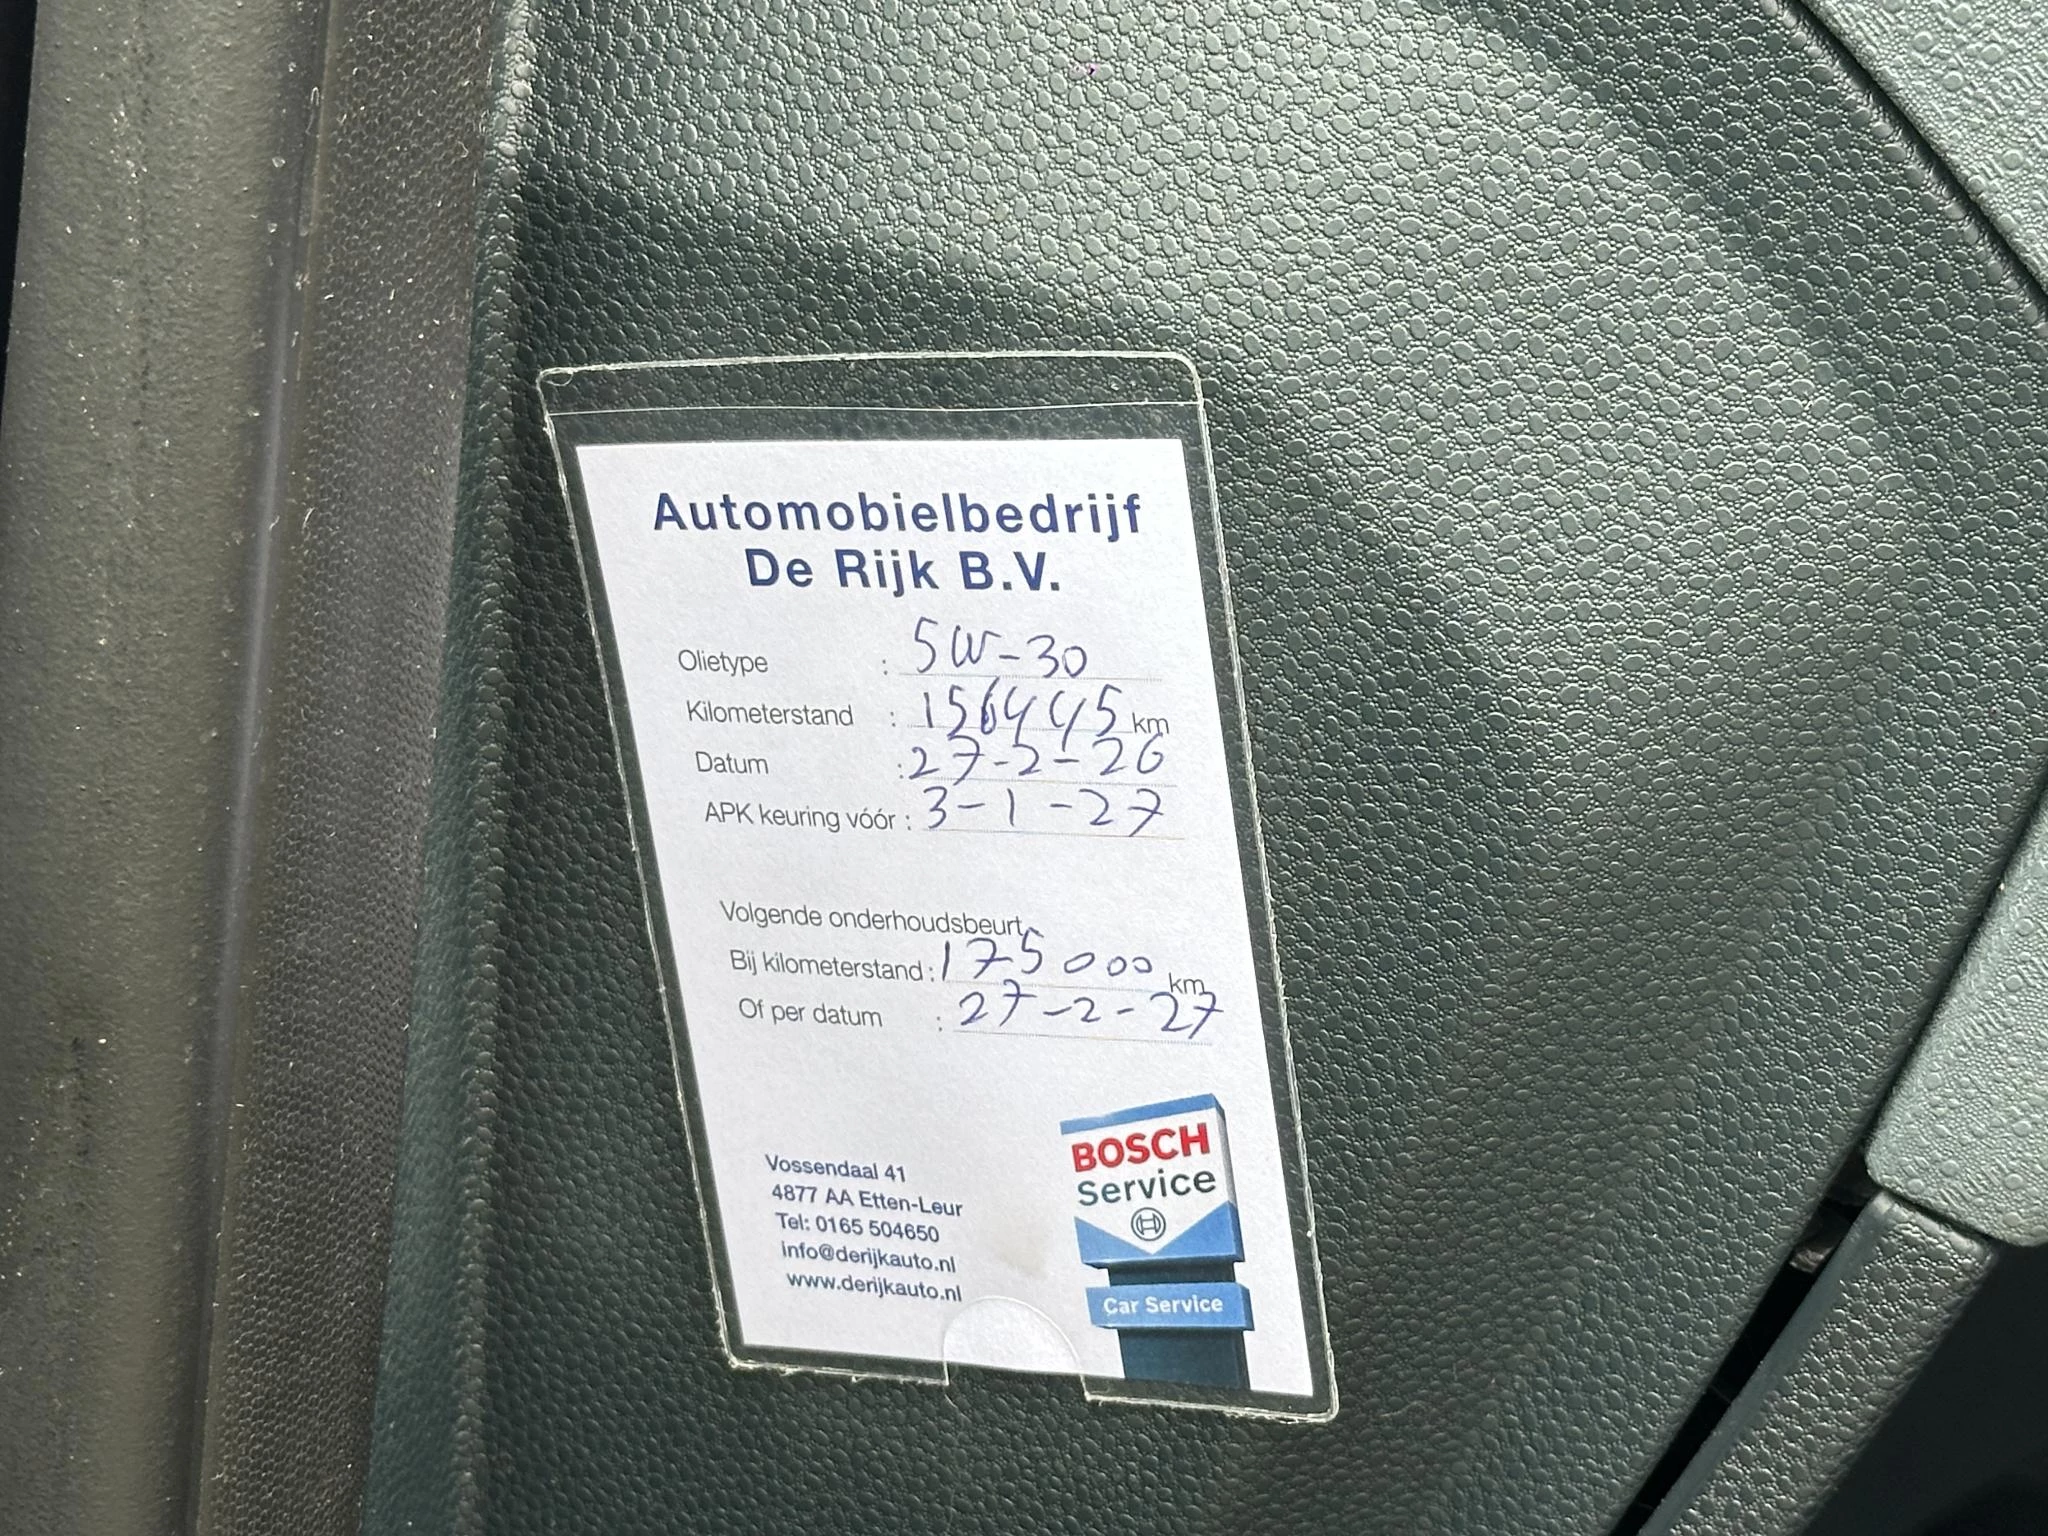 Automobielbedrijf
De Rijk B.V.
Olietype : 5W-30
Kilometerstand : 156445 km
Datum : 27-2-26
APK keuring vóór : 3-1-27
Volgende onderhoudsbeurt
Bij kilometerstand : 175000 km
Of per datum : 27-2-27
Vossendaal 41
4877 AA Etten-Leur
Tel: 0165 504650
info@derijkauto.nl
www.derijkauto.nl
BOSCH
Service
Car Service